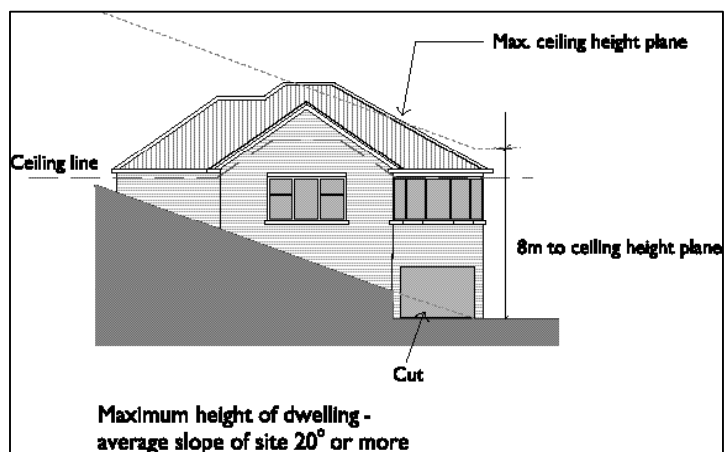 Max. ceiling height plane
Ceiling line
8m to ceiling height plane
Cut
Maximum height of dwelling -
average slope of site 20° or more